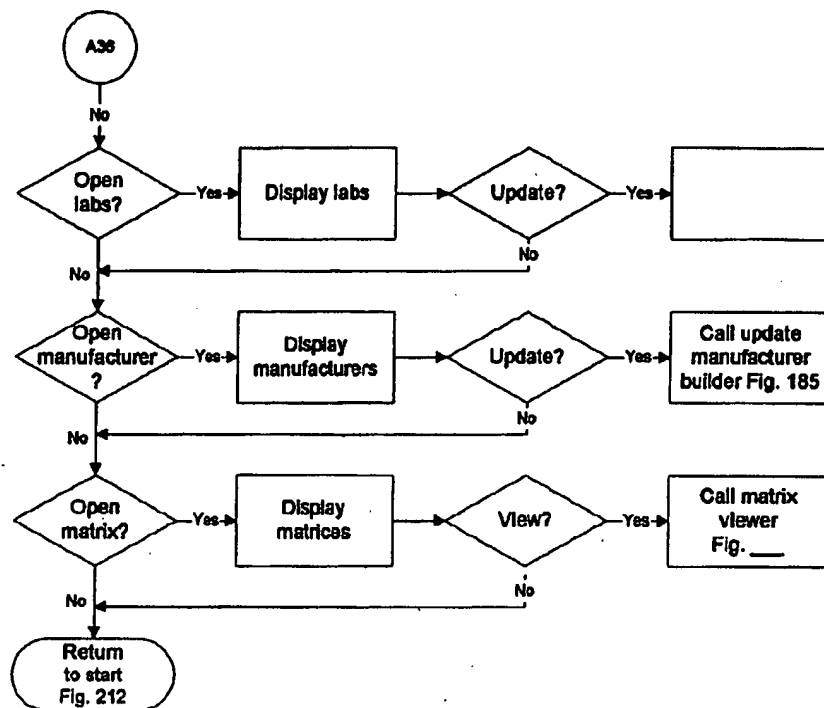 A36
No
Open
labs?
Yes
Display labs
Update?
Yes
No
No
Open
manufacturer
?
Yes
Display
manufacturers
Update?
Yes
Call update
manufacturer
builder Fig. 185
No
No
Open
matrix?
Yes
Display
matrices
View?
Yes
Call matrix
viewer
Fig. ___
No
No
Return
to start
Fig. 212